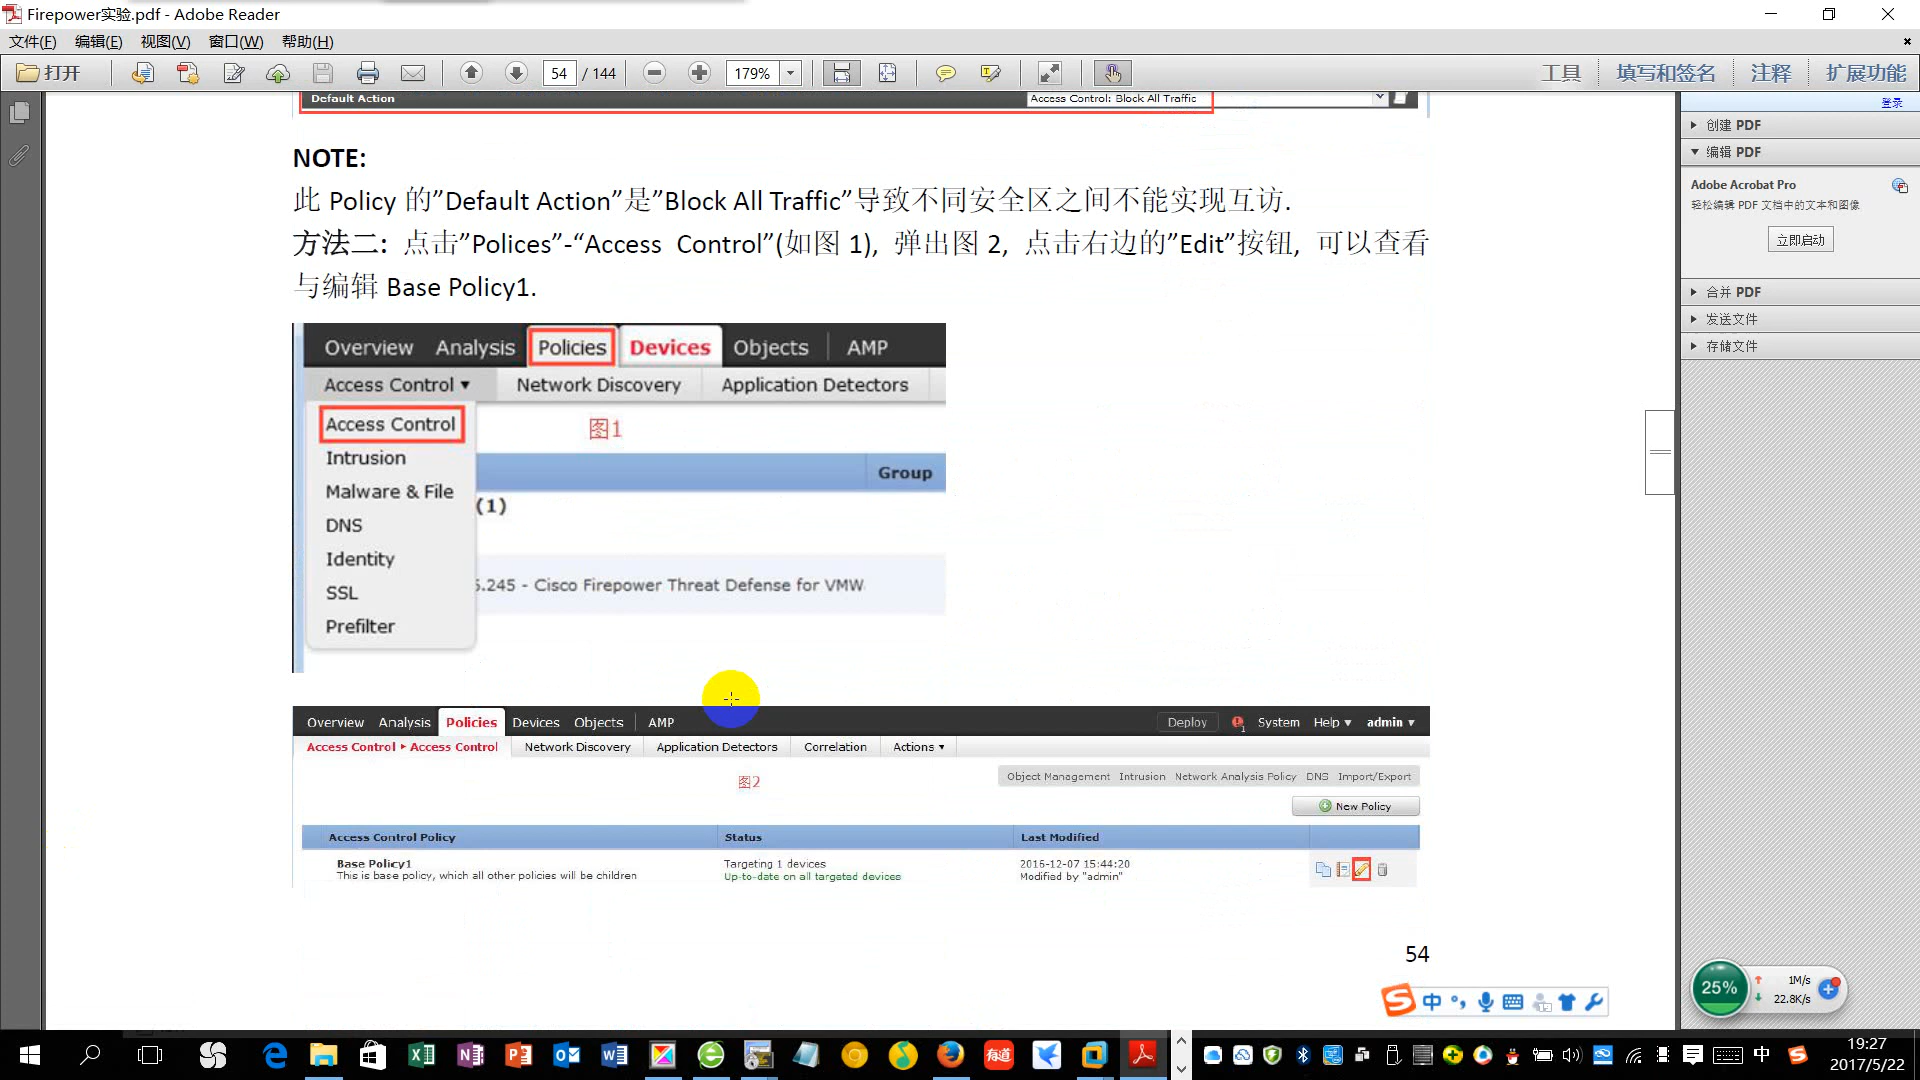 Firepower实验.pdf - Adobe Reader
文件(F) 编辑(E) 视图(V) 窗口(W) 帮助(H)
打开 54 / 144 179% 工具 填写和签名 注释 扩展功能
登录
Default Action Access Control: Block All Traffic
NOTE:
此 Policy 的”Default Action”是”Block All Traffic”导致不同安全区之间不能实现互访.
方法二: 点击”Polices”-“Access Control”(如图 1), 弹出图 2, 点击右边的”Edit”按钮, 可以查看
与编辑 Base Policy1.
Overview Analysis Policies Devices Objects AMP
Access Control ▼ Network Discovery Application Detectors
Access Control
图1
Intrusion
Group
Malware & File
(1)
DNS
Identity
5.245 - Cisco Firepower Threat Defense for VMW
SSL
Prefilter
Overview Analysis Policies Devices Objects AMP Deploy 1 System Help ▼ admin ▼
Access Control ▸ Access Control Network Discovery Application Detectors Correlation Actions ▼
图2
Object Management Intrusion Network Analysis Policy DNS Import/Export
New Policy
Access Control Policy Status Last Modified
Base Policy1 Targeting 1 devices 2016-12-07 15:44:20
This is base policy, which all other policies will be children Up-to-date on all targeted devices Modified by "admin"
54
创建 PDF
编辑 PDF
Adobe Acrobat Pro
轻松编辑 PDF 文档中的文本和图像
立即启动
合并 PDF
发送文件
存储文件
25% 1M/s
22.8K/s
中
有道
中
19:27
2017/5/22